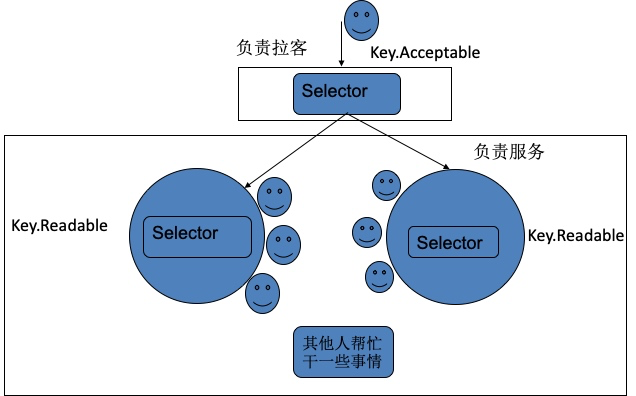 负责拉客
Key.Acceptable
Selector
负责服务
Key.Readable
Selector
Selector
Key.Readable
其他人帮忙
干一些事情